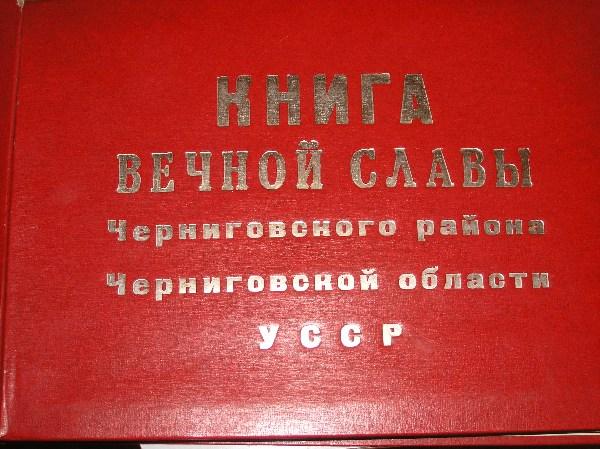 КНИГА
ВЕЧНОЙ СЛАВЫ
Черниговского района
Черниговской области
УССР